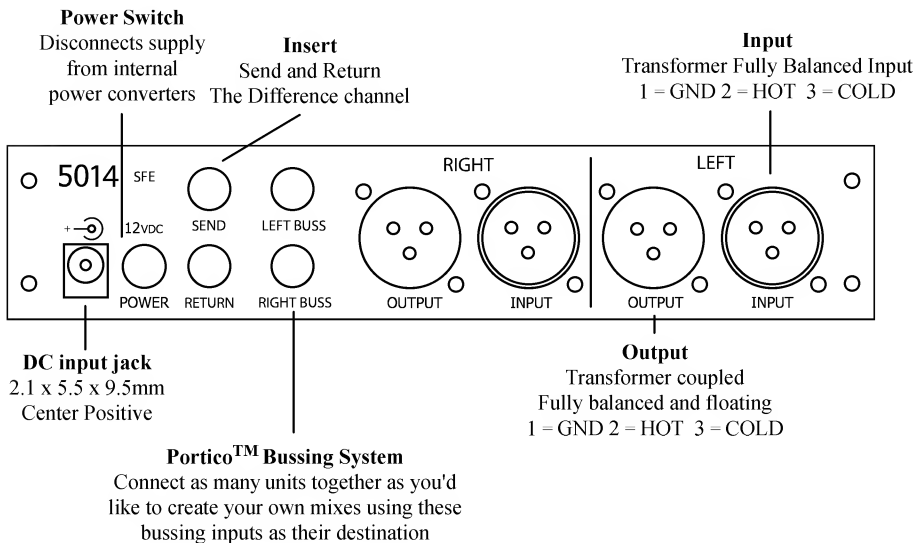 Power Switch
Disconnects supply
from internal
power converters
Insert
Send and Return
The Difference channel
Input
Transformer Fully Balanced Input
1 = GND 2 = HOT 3 = COLD
5014 SFE
RIGHT
LEFT
+
12VDC
SEND
LEFT BUSS
POWER
RETURN
RIGHT BUSS
OUTPUT
INPUT
OUTPUT
INPUT
DC input jack
2.1 x 5.5 x 9.5mm
Center Positive
Output
Transformer coupled
Fully balanced and floating
1 = GND 2 = HOT 3 = COLD
Portico™ Bussing System
Connect as many units together as you'd
like to create your own mixes using these
bussing inputs as their destination